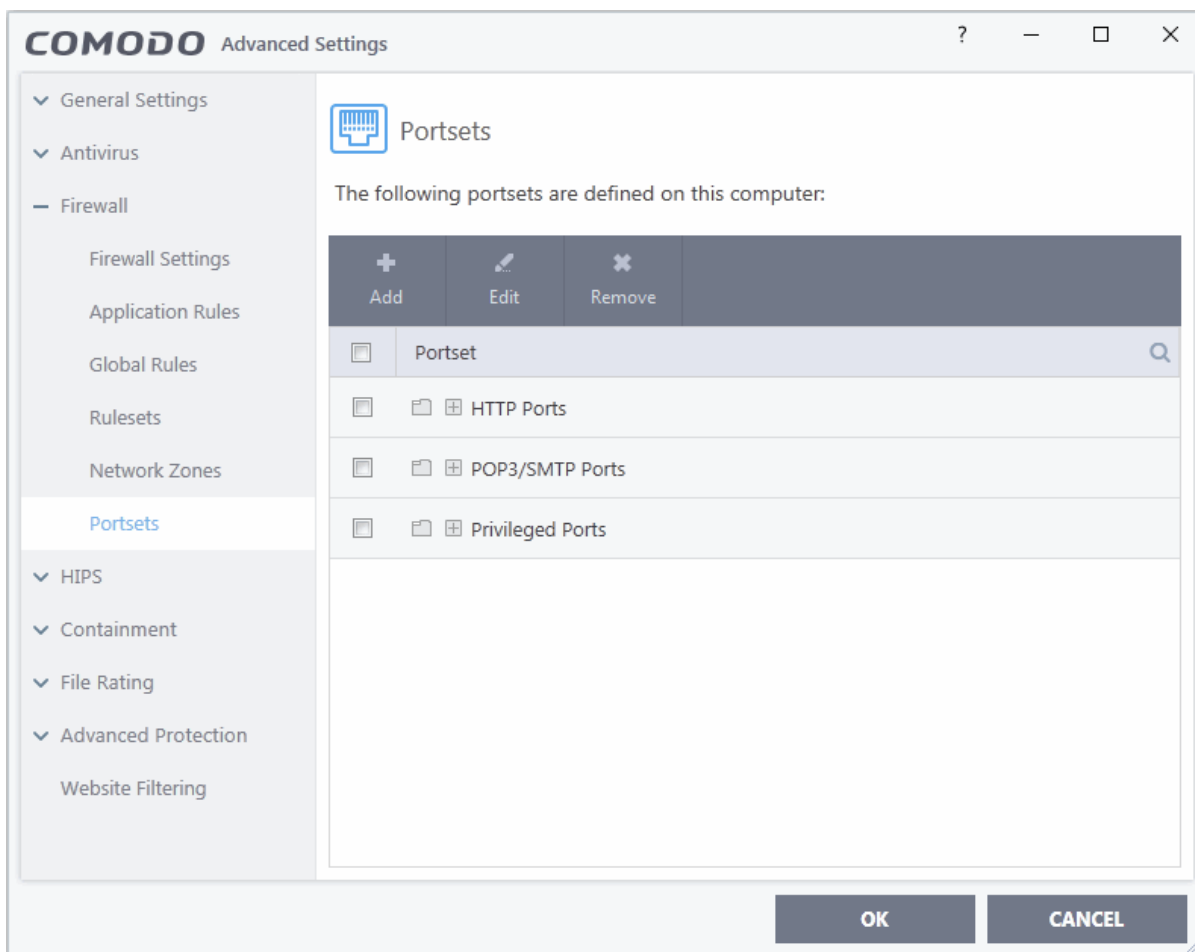 COMODO Advanced Settings ?
General Settings
Antivirus
Firewall
Firewall Settings
Application Rules
Global Rules
Rulesets
Network Zones
Portsets
HIPS
Containment
File Rating
Advanced Protection
Website Filtering
Portsets
The following portsets are defined on this computer:
Add Edit Remove
Portset
HTTP Ports
POP3/SMTP Ports
Privileged Ports
OK CANCEL